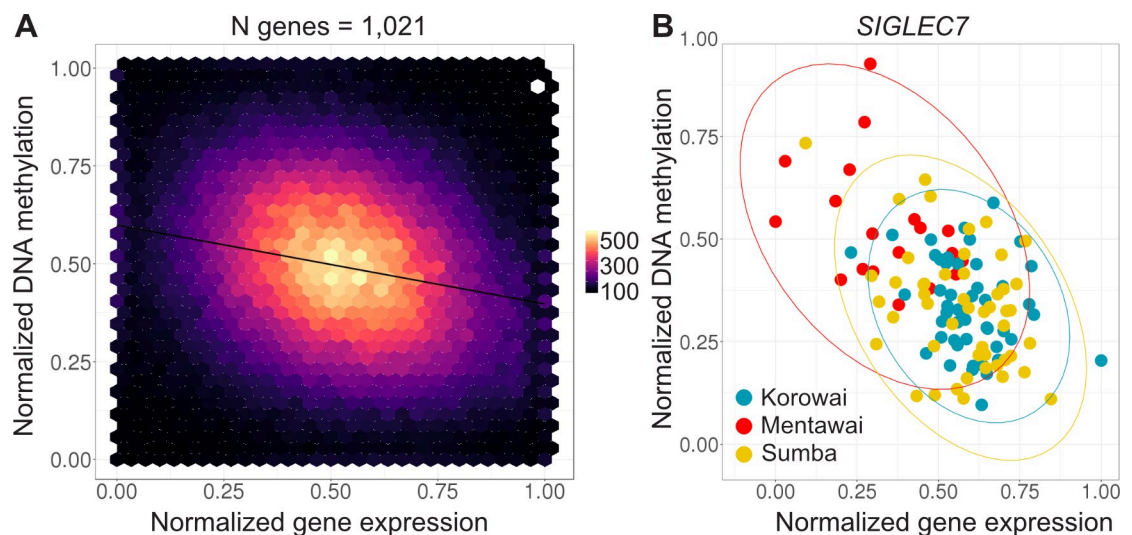 A
N genes = 1,021
Normalized DNA methylation
1.00
0.75
0.50
0.25
0.00
0.00 0.25 0.50 0.75 1.00
Normalized gene expression
500
300
100
B
SIGLEC7
Normalized DNA methylation
1.00
0.75
0.50
0.25
0.00
Korowai
Mentawai
Sumba
0.00 0.25 0.50 0.75 1.00
Normalized gene expression